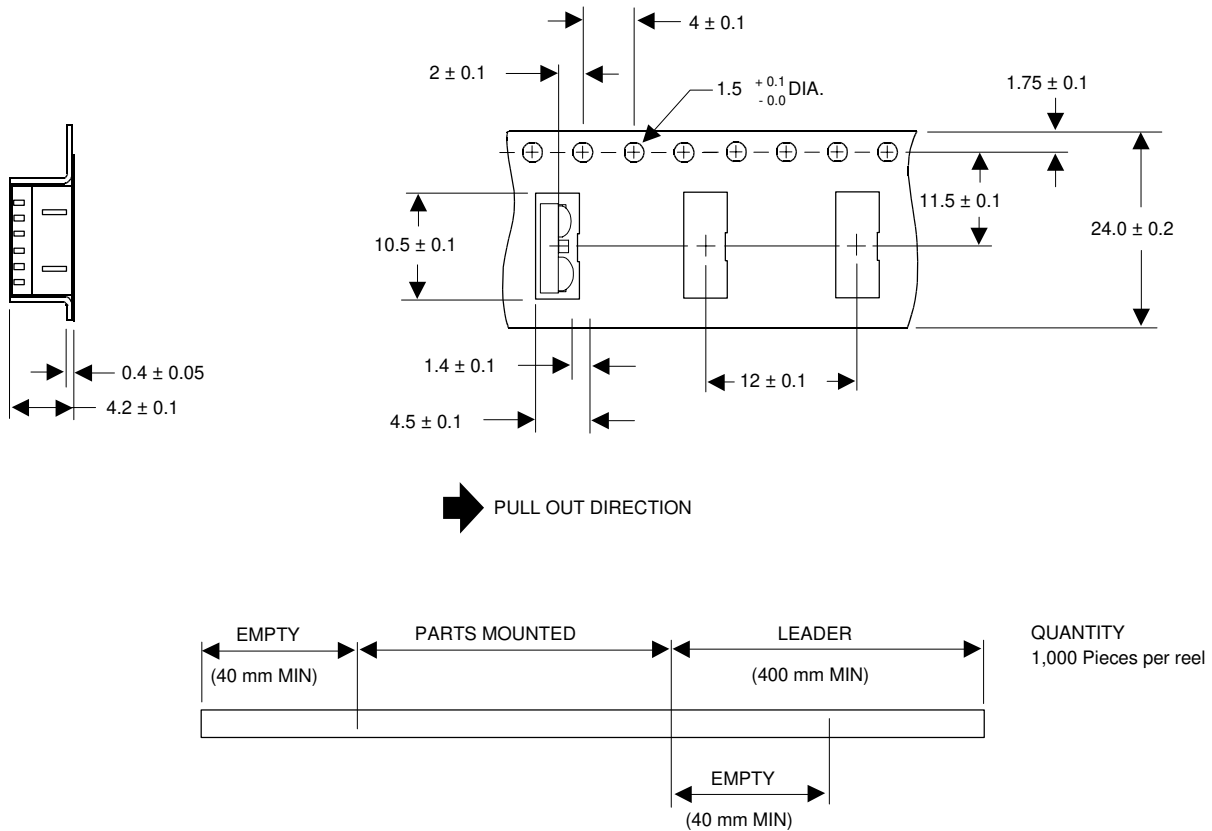 4 ± 0.1
2 ± 0.1
1.5 + 0.1 - 0.0 DIA.
1.75 ± 0.1
11.5 ± 0.1
24.0 ± 0.2
10.5 ± 0.1
1.4 ± 0.1
12 ± 0.1
0.4 ± 0.05
4.2 ± 0.1
4.5 ± 0.1
PULL OUT DIRECTION
EMPTY
(40 mm MIN)
PARTS MOUNTED
LEADER
(400 mm MIN)
QUANTITY
1,000 Pieces per reel
EMPTY
(40 mm MIN)